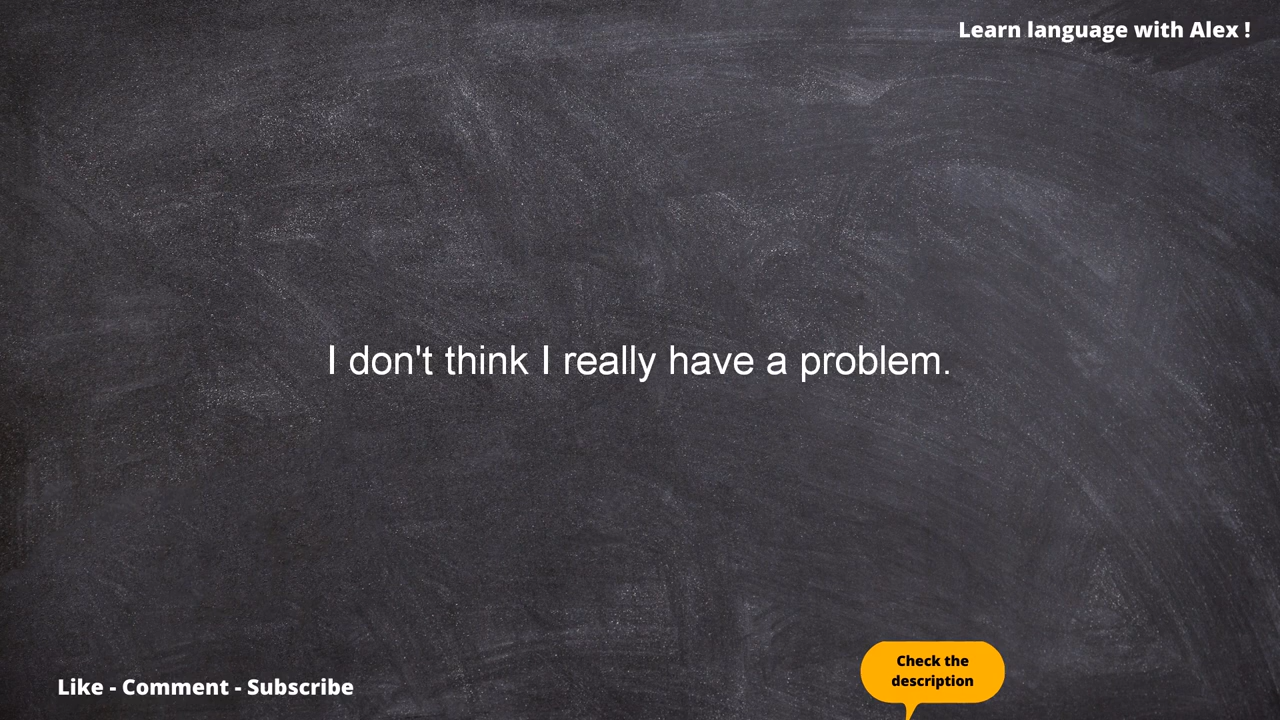 Learn language with Alex !
I don't think I really have a problem.
Like - Comment - Subscribe
Check the
description